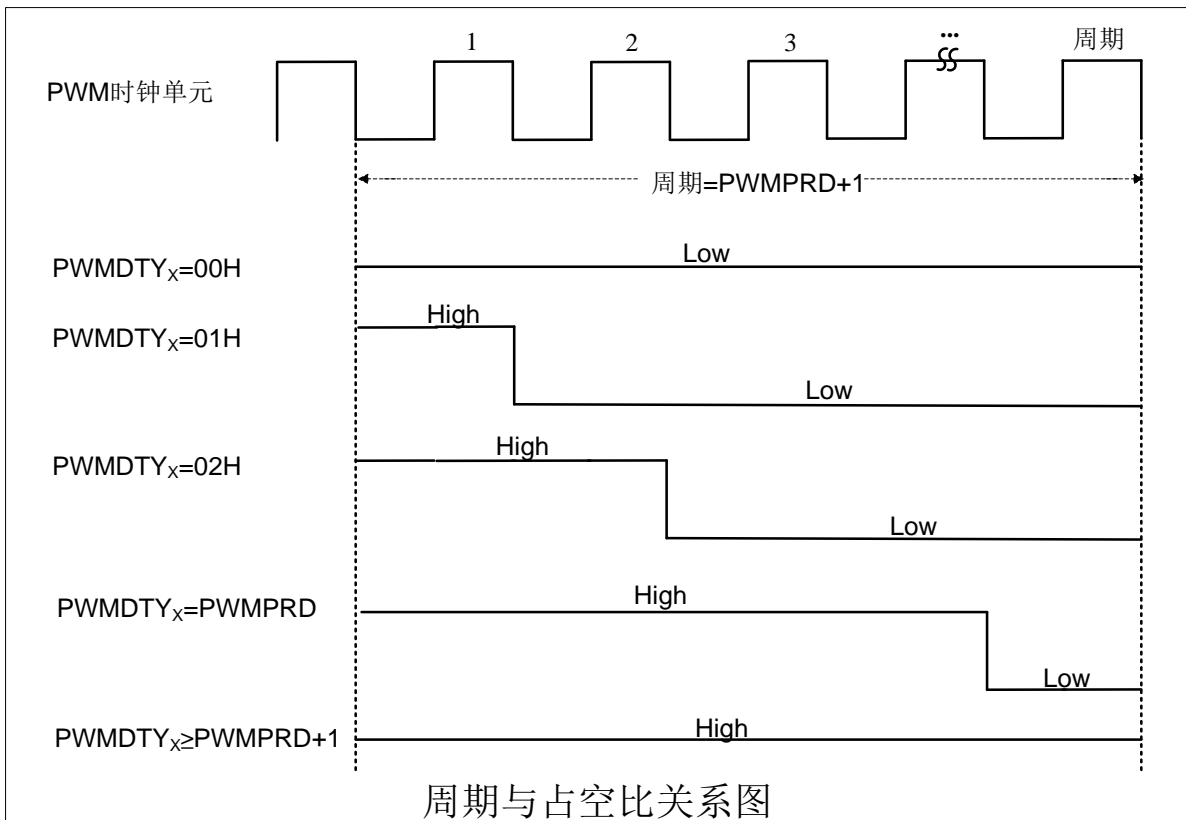 1 2 3 ... 周期
PWM时钟单元
周期=PWMPRD+1
Low
PWMDTYX=00H
High
PWMDTYX=01H
Low
High
PWMDTYX=02H
Low
High
PWMDTYX=PWMPRD
Low
High
PWMDTYX≥PWMPRD+1
周期与占空比关系图